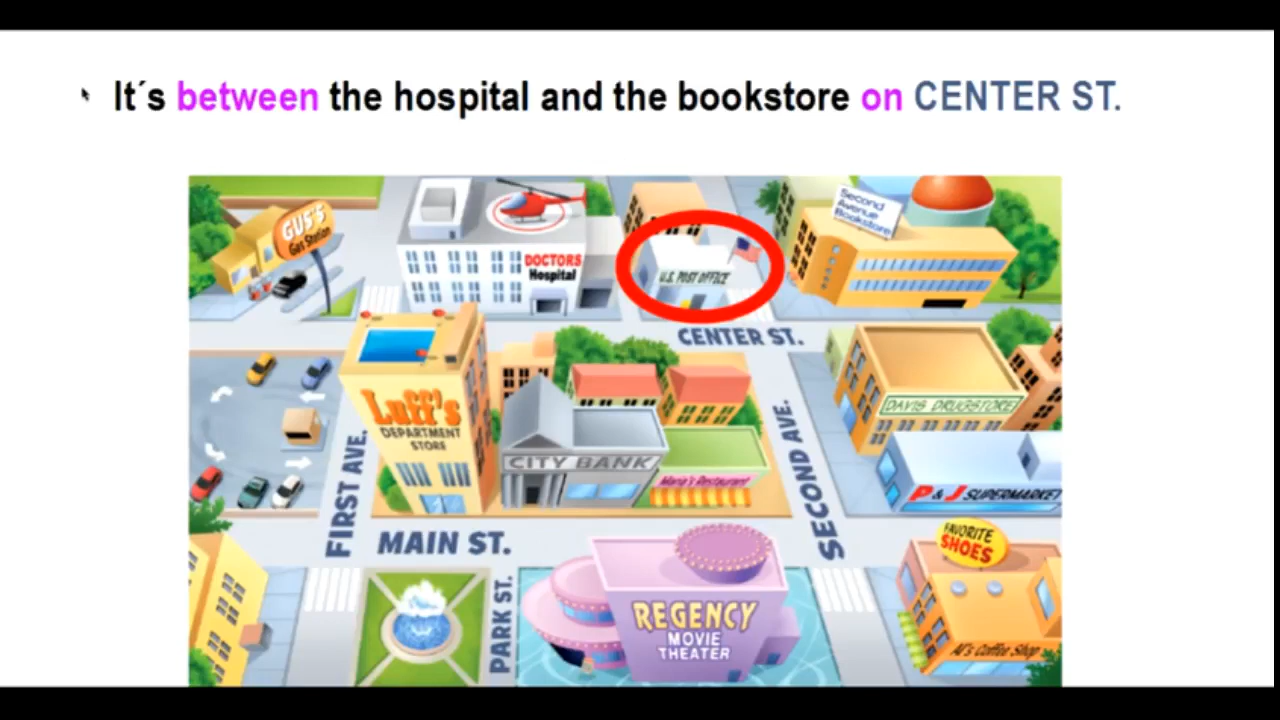 It´s between the hospital and the bookstore on CENTER ST.
GUS'S
Gas Station
DOCTORS
Hospital
U.S. POST OFFICE
Second
Avenue
Bookstore
CENTER ST.
Luff's
DEPARTMENT
STORE
CITY BANK
Mama's Restaurant
DAVIS DRUGSTORE
P & J SUPERMARKET
FIRST AVE.
SECOND AVE.
MAIN ST.
PARK ST.
REGENCY
MOVIE
THEATER
FAVORITE
SHOES
Al's Coffee Shop